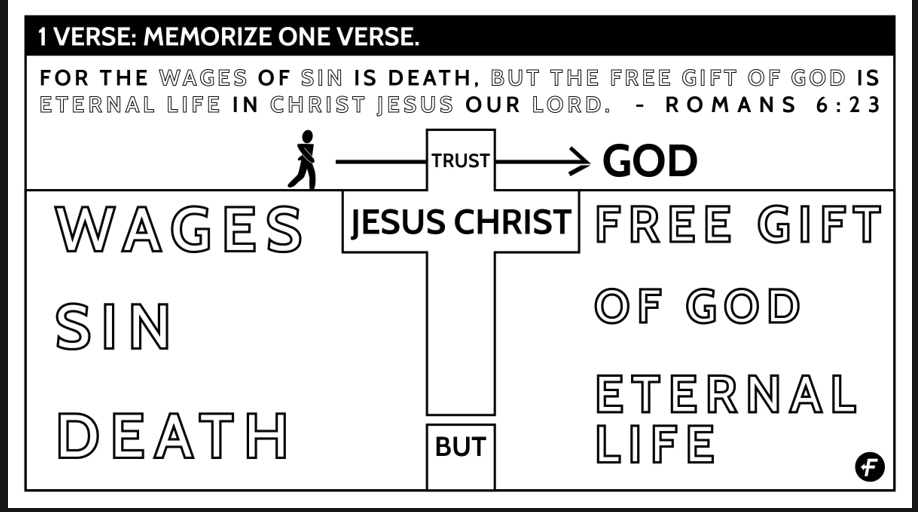 1 VERSE: MEMORIZE ONE VERSE.
FOR THE WAGES OF SIN IS DEATH, BUT THE FREE GIFT OF GOD IS
ETERNAL LIFE IN CHRIST JESUS OUR LORD. - ROMANS 6:23
TRUST
GOD
JESUS CHRIST
WAGES
SIN
DEATH
BUT
FREE GIFT
OF GOD
ETERNAL
LIFE
F